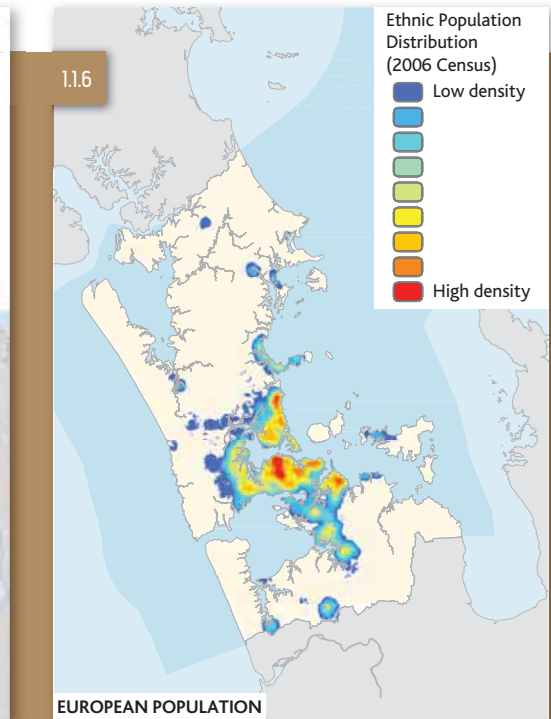 1.1.6
Ethnic Population
Distribution
(2006 Census)
Low density
High density
EUROPEAN POPULATION